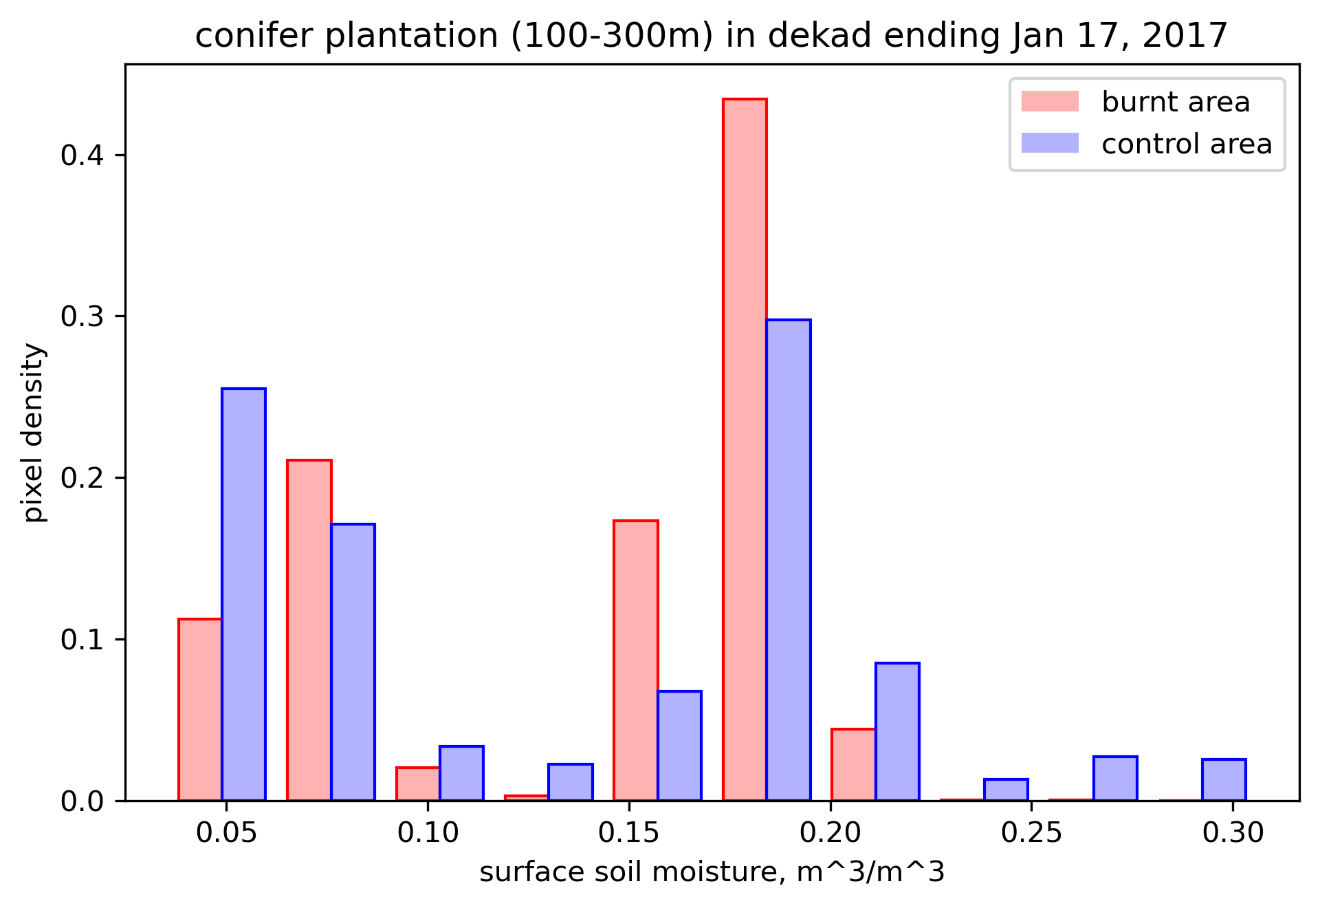 conifer plantation (100-300m) in dekad ending Jan 17, 2017
burnt area
control area
pixel density
0.4
0.3
0.2
0.1
0.0
0.05 0.10 0.15 0.20 0.25 0.30
surface soil moisture, m^3/m^3